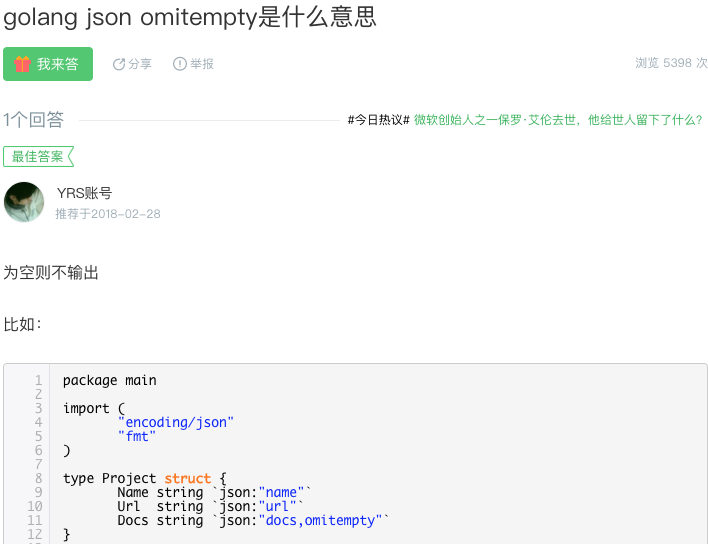 golang json omitempty是什么意思
我来答 分享 举报 浏览 5398 次
1个回答 #今日热议# 微软创始人之一保罗·艾伦去世，他给世人留下了什么？
最佳答案
YRS账号
推荐于2018-02-28
为空则不输出
比如：
1 package main
2
3 import (
4 "encoding/json"
5 "fmt"
6 )
7
8 type Project struct {
9 Name string `json:"name"`
10 Url  string `json:"url"`
11 Docs string `json:"docs,omitempty"`
12 }